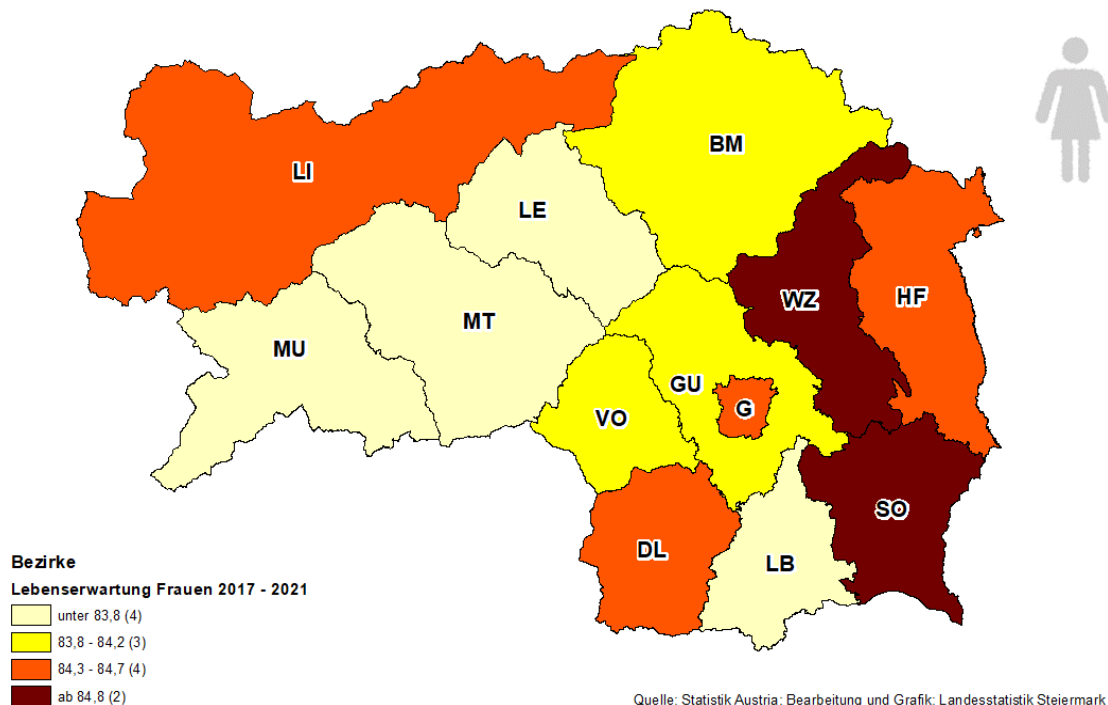 BM
LI
LE
WZ
HF
MT
MU
GU
G
VO
SO
DL
LB
Bezirke
Lebenserwartung Frauen 2017 - 2021
unter 83,8 (4)
83,8 - 84,2 (3)
84,3 - 84,7 (4)
ab 84,8 (2)
Quelle: Statistik Austria; Bearbeitung und Grafik: Landesstatistik Steiermark